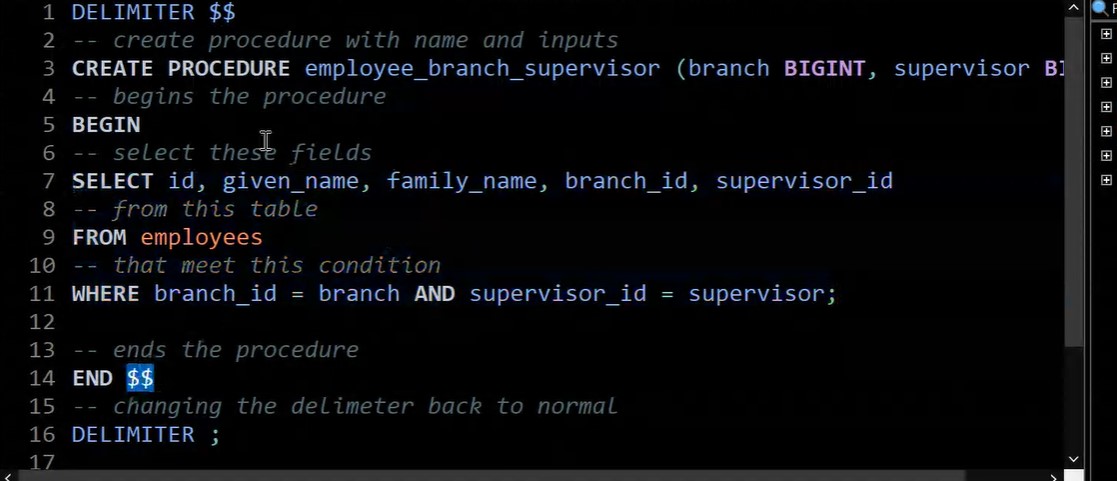 1 DELIMITER $$
2 -- create procedure with name and inputs
3 CREATE PROCEDURE employee_branch_supervisor (branch BIGINT, supervisor
4 -- begins the procedure
5 BEGIN
6 -- select these fields
7 SELECT id, given_name, family_name, branch_id, supervisor_id
8 -- from this table
9 FROM employees
10 -- that meet this condition
11 WHERE branch_id = branch AND supervisor_id = supervisor;
12
13 -- ends the procedure
14 END $$
15 -- changing the delimeter back to normal
16 DELIMITER ;
17